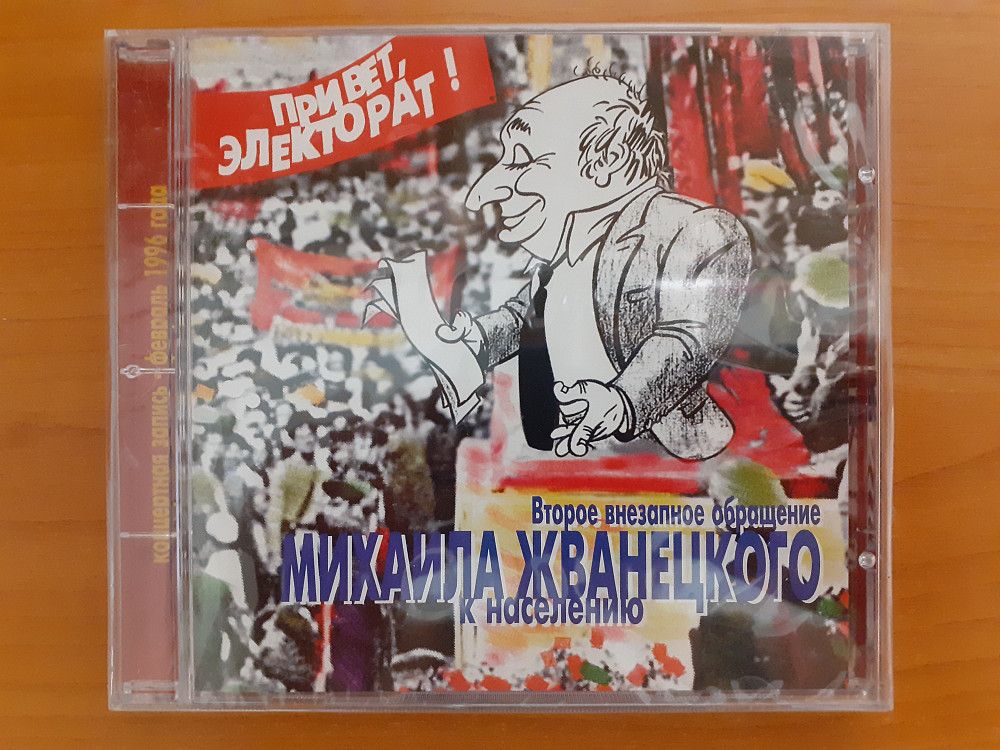 ПРИВЕТ,
ЭЛЕКТОРАТ!
концертная запись февраль 1996 года
Второе внезапное обращение
МИХАИЛА ЖВАНЕЦКОГО
к населению